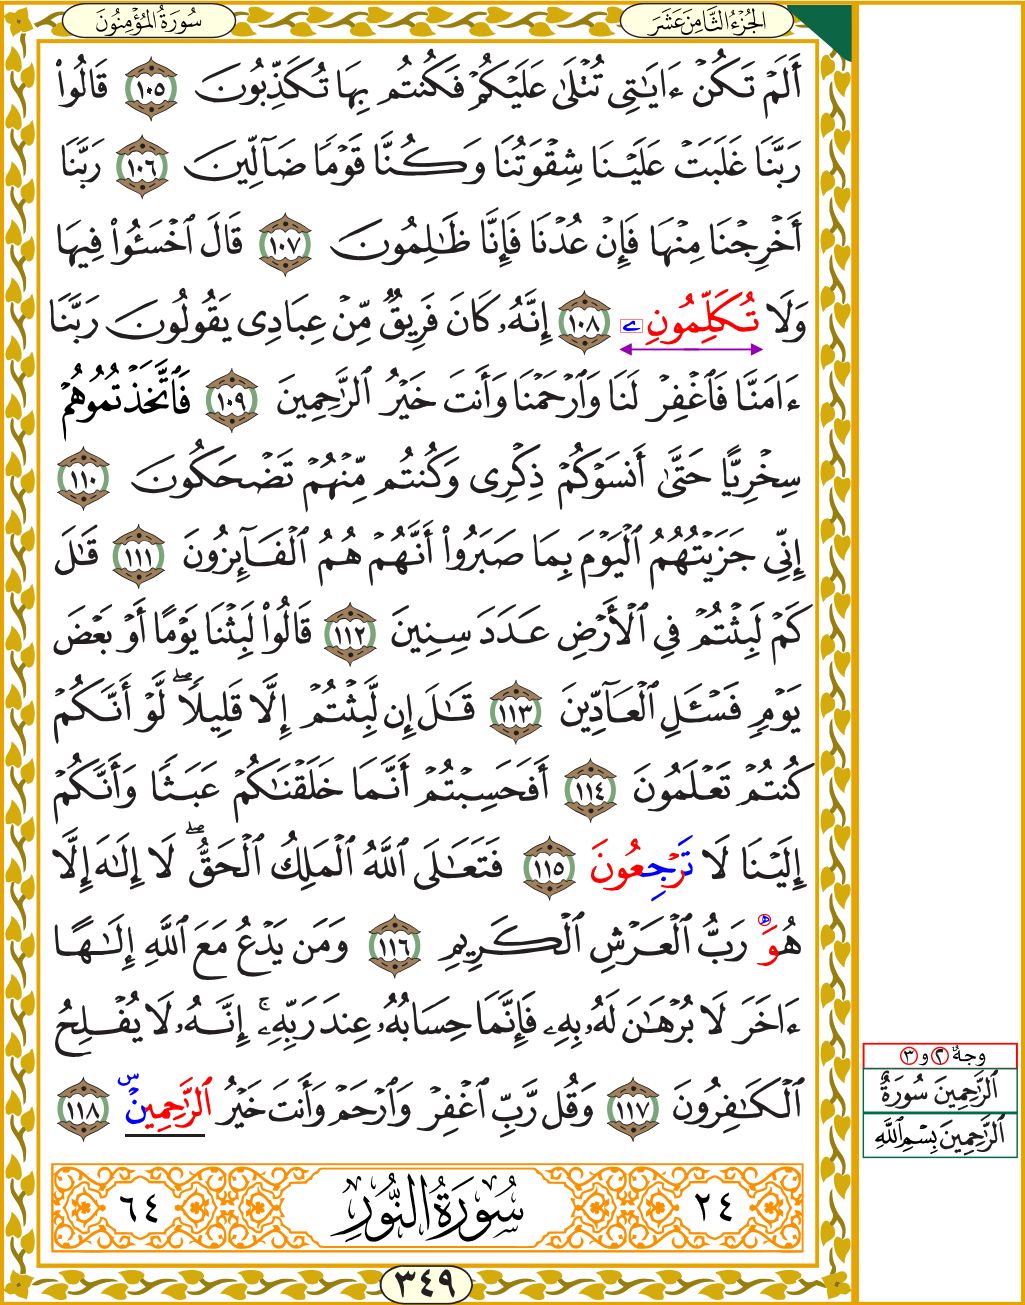 الجُزْءُ الثَّامِنَ عَشَرَ
سُورَةُ المُؤْمِنُونَ
أَلَمْ تَكُنْ ءَايَٰتِى تُتْلَىٰ عَلَيْكُمْ فَكُنتُم بِهَا تُكَذِّبُونَ ١٠٥ قَالُوا۟
رَبَّنَا غَلَبَتْ عَلَيْنَا شِقْوَتُنَا وَكُنَّا قَوْمًا ضَآلِّينَ ١٠٦ رَبَّنَا
أَخْرِجْنَا مِنْهَا فَإِنْ عُدْنَا فَإِنَّا ظَٰلِمُونَ ١٠٧ قَالَ ٱخْسَـُٔوا۟ فِيهَا
وَلَا تُكَلِّمُونِۦ ١٠٨ إِنَّهُۥ كَانَ فَرِيقٌ مِّنْ عِبَادِى يَقُولُونَ رَبَّنَا
ءَامَنَّا فَٱغْفِرْ لَنَا وَٱرْحَمْنَا وَأَنتَ خَيْرُ ٱلرَّٰحِمِينَ ١٠٩ فَٱتَّخَذتُّمُوهُمْ
سِخْرِيًّا حَتَّىٰٓ أَنسَوْكُمْ ذِكْرِى وَكُنتُم مِّنْهُمْ تَضْحَكُونَ ١١٠
إِنِّى جَزَيْتُهُمُ ٱلْيَوْمَ بِمَا صَبَرُوٓا۟ أَنَّهُمْ هُمُ ٱلْفَآئِزُونَ ١١١ قَٰلَ
كَمْ لَبِثْتُمْ فِى ٱلْأَرْضِ عَدَدَ سِنِينَ ١١٢ قَالُوا۟ لَبِثْنَا يَوْمًا أَوْ بَعْضَ
يَوْمٍ فَسْـَٔلِ ٱلْعَآدِّينَ ١١٣ قَٰلَ إِن لَّبِثْتُمْ إِلَّا قَلِيلًا ۖ لَّوْ أَنَّكُمْ
كُنتُمْ تَعْلَمُونَ ١١٤ أَفَحَسِبْتُمْ أَنَّمَا خَلَقْنَٰكُمْ عَبَثًا وَأَنَّكُمْ
إِلَيْنَا لَا تَرْجِعُونَ ١١٥ فَتَعَٰلَى ٱللَّهُ ٱلْمَلِكُ ٱلْحَقُّ ۖ لَآ إِلَٰهَ إِلَّا
هُوَ رَبُّ ٱلْعَرْشِ ٱلْكَرِيمِ ١١٦ وَمَن يَدْعُ مَعَ ٱللَّهِ إِلَٰهًا
ءَاخَرَ لَا بُرْهَٰنَ لَهُۥ بِهِۦ فَإِنَّمَا حِسَابُهُۥ عِندَ رَبِّهِۦٓ ۚ إِنَّهُۥ لَا يُفْلِحُ
ٱلْكَٰفِرُونَ ١١٧ وَقُل رَّبِّ ٱغْفِرْ وَٱرْحَمْ وَأَنتَ خَيْرُ ٱلرَّٰحِمِينَ س ١١٨
٢٤ سُورَةُ النُّورِ ٦٤
٣٤٩
وجهٌ ٢ و ٣
ٱلرَّٰحِمِينَ سُورَةٌ
ٱلرَّٰحِمِينَ بِسْمِ ٱللَّهِ